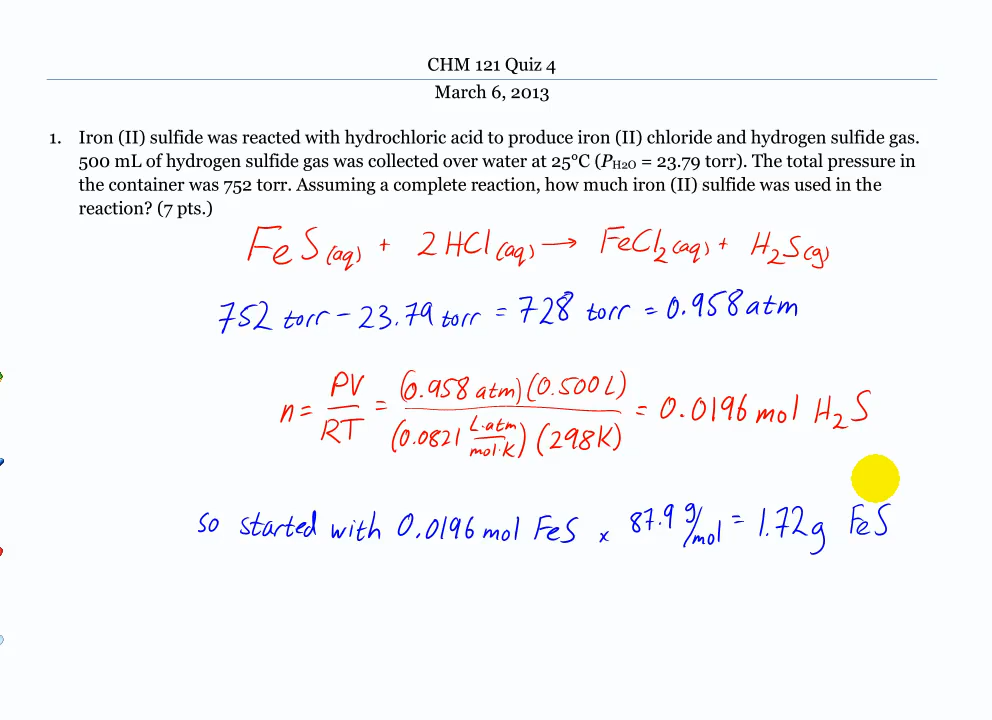 CHM 121 Quiz 4
March 6, 2013
1. Iron (II) sulfide was reacted with hydrochloric acid to produce iron (II) chloride and hydrogen sulfide gas.
500 mL of hydrogen sulfide gas was collected over water at 25°C (P_H2O = 23.79 torr). The total pressure in
the container was 752 torr. Assuming a complete reaction, how much iron (II) sulfide was used in the
reaction? (7 pts.)
FeS(aq) + 2HCl(aq) → FeCl₂(aq) + H₂S(g)
752 torr - 23.79 torr = 728 torr = 0.958 atm
n = PV/RT = (0.958 atm)(0.500 L)/(0.0821 L·atm/mol·K)(298K) = 0.0196 mol H₂S
so started with 0.0196 mol FeS × 87.9 g/mol = 1.72g FeS